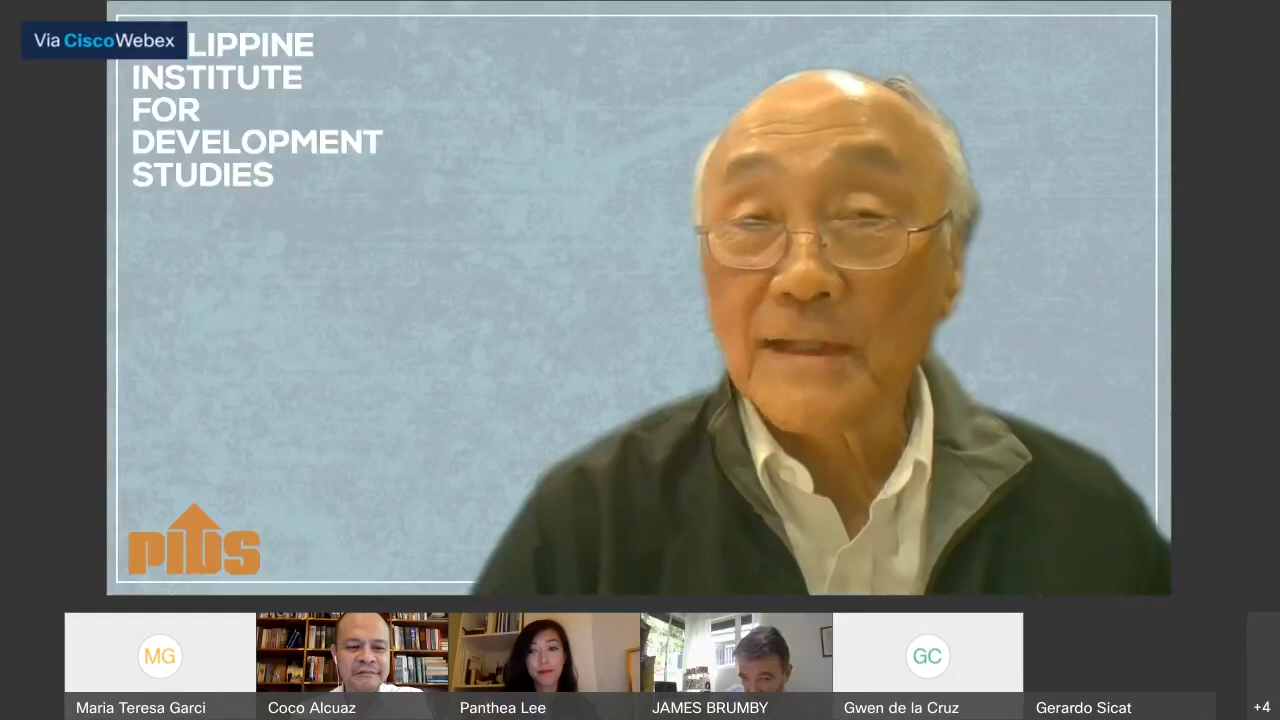 Via CiscoWebex
LIPPINE
INSTITUTE
FOR
DEVELOPMENT
STUDIES
PIDS
MG
GC
Maria Teresa Garci
Coco Alcuaz
Panthea Lee
JAMES BRUMBY
Gwen de la Cruz
Gerardo Sicat
+4